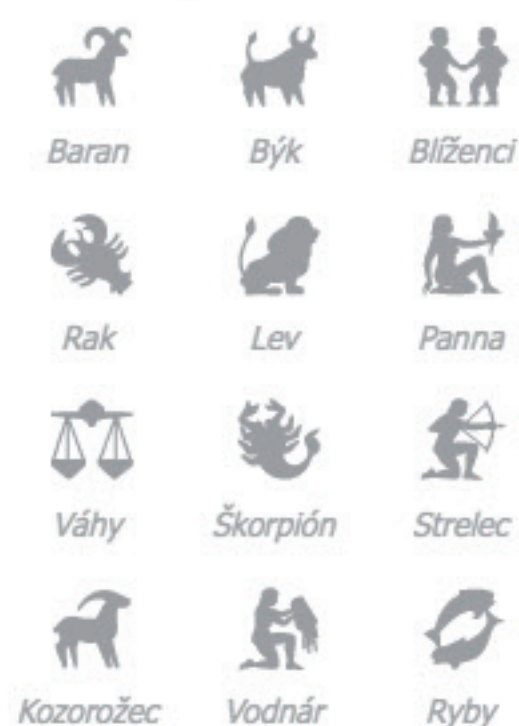 Baran Býk Blíženci
Rak Lev Panna
Váhy Škorpión Strelec
Kozorožec Vodnár Ryby